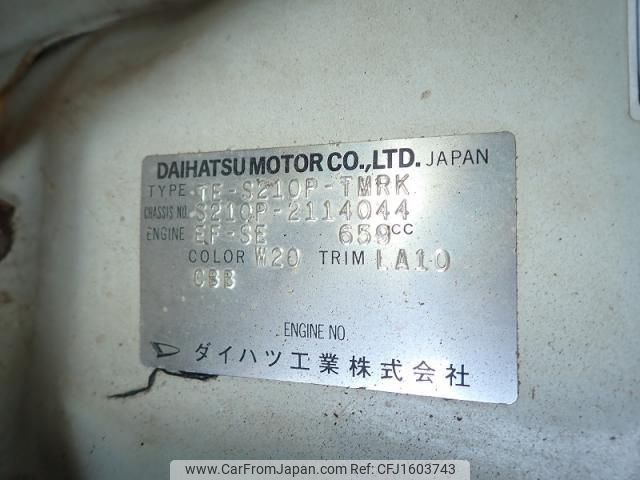 DAIHATSU MOTOR CO.,LTD. JAPAN
TYPE TE-S210P-TMRK
CHASSIS NO. S210P-2114044
ENGINE EF-SE 659CC
COLOR W20 TRIM LA10
CBB
ENGINE NO.
ダイハツ工業株式会社
www.CarFromJapan.com | CarFromJapan | REF No: CFJ1603743